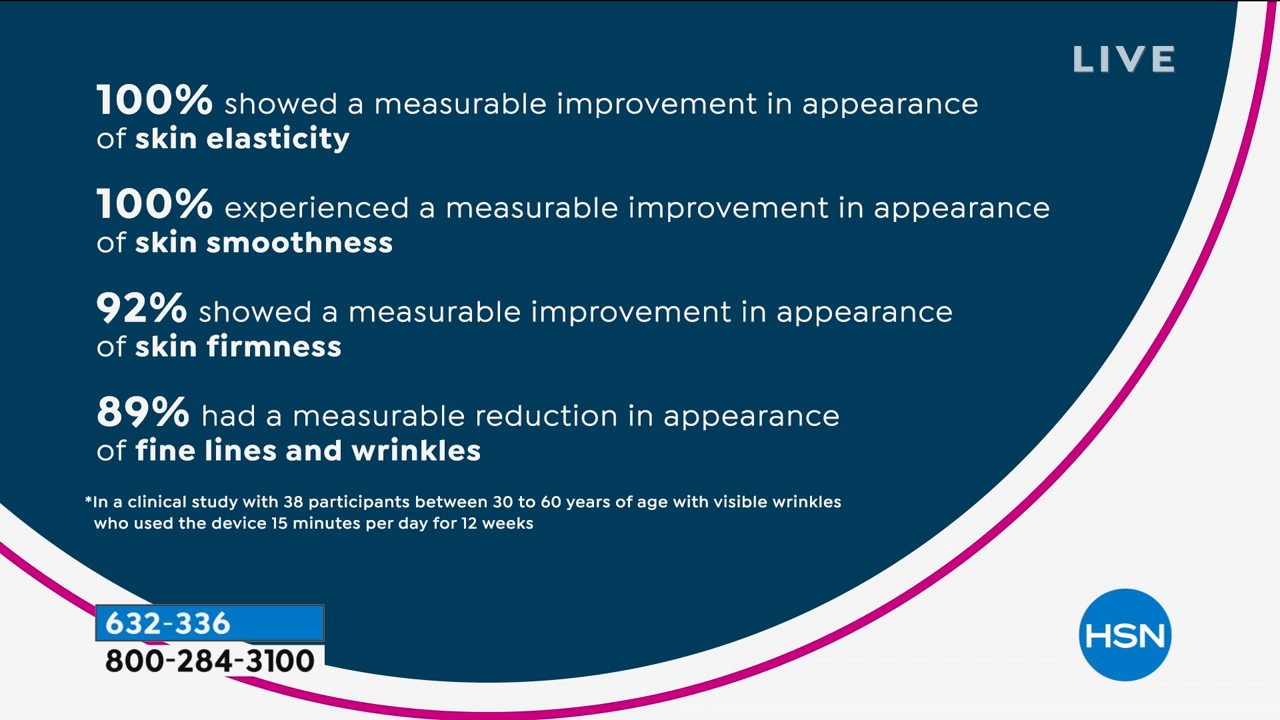 LIVE
100% showed a measurable improvement in appearance
of skin elasticity
100% experienced a measurable improvement in appearance
of skin smoothness
92% showed a measurable improvement in appearance
of skin firmness
89% had a measurable reduction in appearance
of fine lines and wrinkles
*In a clinical study with 38 participants between 30 to 60 years of age with visible wrinkles
who used the device 15 minutes per day for 12 weeks
632-336
800-284-3100
HSN